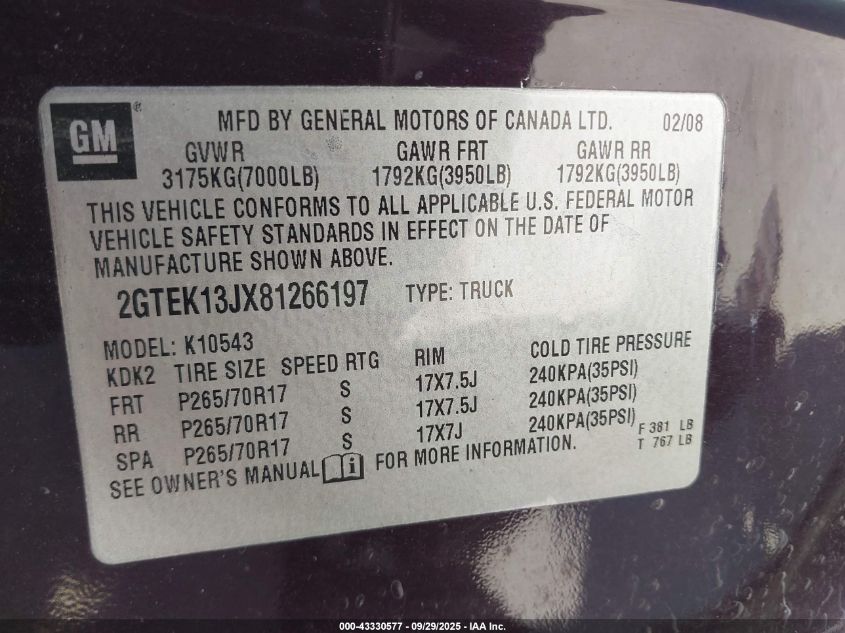 GM ®
MFD BY GENERAL MOTORS OF CANADA LTD. 02/08
GVWR GAWR FRT GAWR RR
3175KG(7000LB) 1792KG(3950LB) 1792KG(3950LB)
THIS VEHICLE CONFORMS TO ALL APPLICABLE U.S. FEDERAL MOTOR
VEHICLE SAFETY STANDARDS IN EFFECT ON THE DATE OF
MANUFACTURE SHOWN ABOVE.
2GTEK13JX81266197 TYPE: TRUCK
MODEL: K10543
KDK2 TIRE SIZE SPEED RTG RIM COLD TIRE PRESSURE
FRT P265/70R17 S 17X7.5J 240KPA(35PSI)
RR P265/70R17 S 17X7.5J 240KPA(35PSI)
SPA P265/70R17 S 17X7J 240KPA(35PSI)
F 381 LB
T 767 LB
SEE OWNER'S MANUAL i FOR MORE INFORMATION.
000-43330577 - 09/29/2025 - IAA Inc.